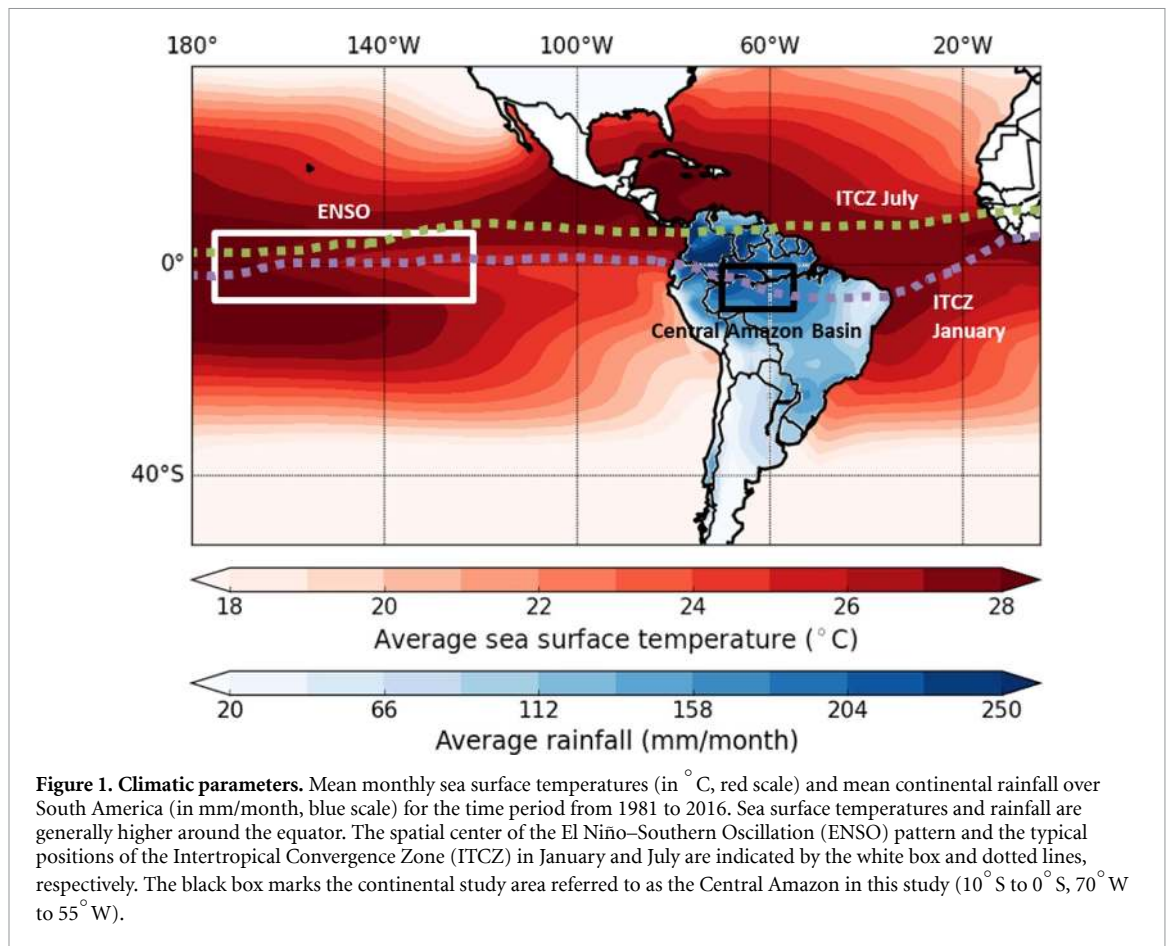 180° 140°W 100°W 60°W 20°W
ENSO
ITCZ July
0°
ITCZ
January
Central Amazon Basin
40°S
18 20 22 24 26 28
Average sea surface temperature (°C)
20 66 112 158 204 250
Average rainfall (mm/month)
Figure 1. Climatic parameters. Mean monthly sea surface temperatures (in °C, red scale) and mean continental rainfall over
South America (in mm/month, blue scale) for the time period from 1981 to 2016. Sea surface temperatures and rainfall are
generally higher around the equator. The spatial center of the El Niño–Southern Oscillation (ENSO) pattern and the typical
positions of the Intertropical Convergence Zone (ITCZ) in January and July are indicated by the white box and dotted lines,
respectively. The black box marks the continental study area referred to as the Central Amazon in this study (10°S to 0°S, 70°W
to 55°W).